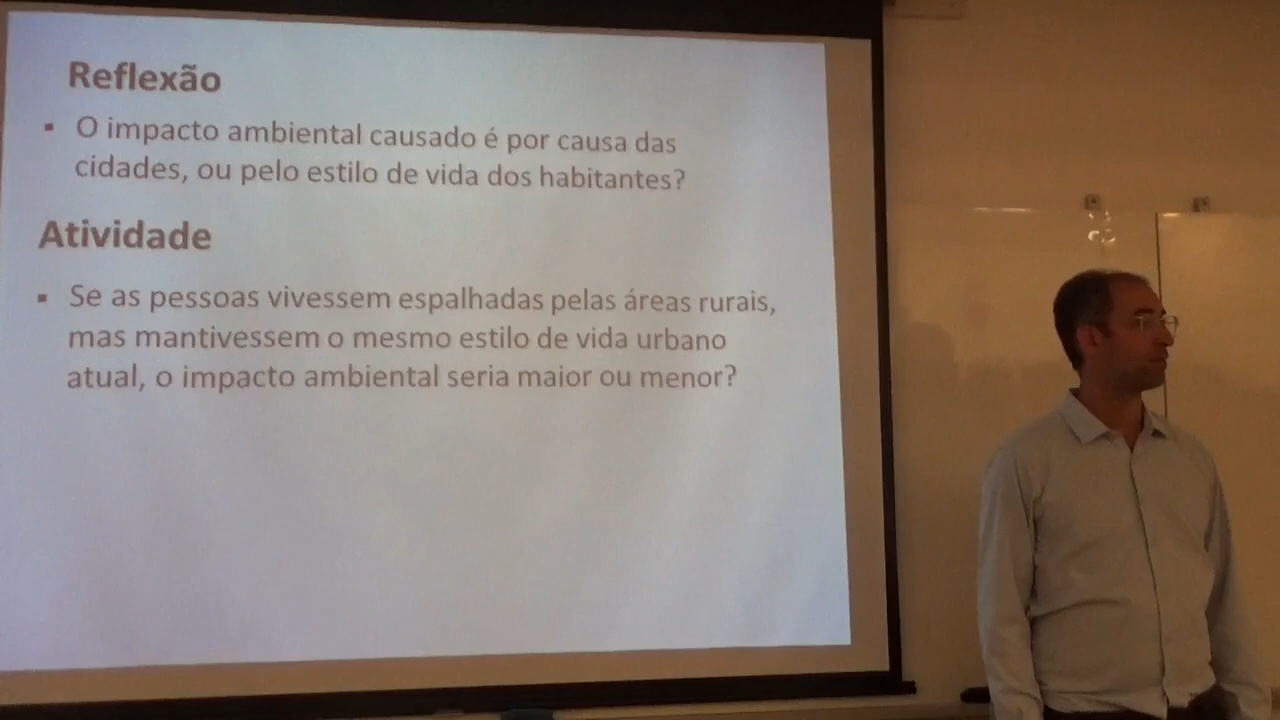 Reflexão
▪ O impacto ambiental causado é por causa das
cidades, ou pelo estilo de vida dos habitantes?
Atividade
▪ Se as pessoas vivessem espalhadas pelas áreas rurais,
mas mantivessem o mesmo estilo de vida urbano
atual, o impacto ambiental seria maior ou menor?